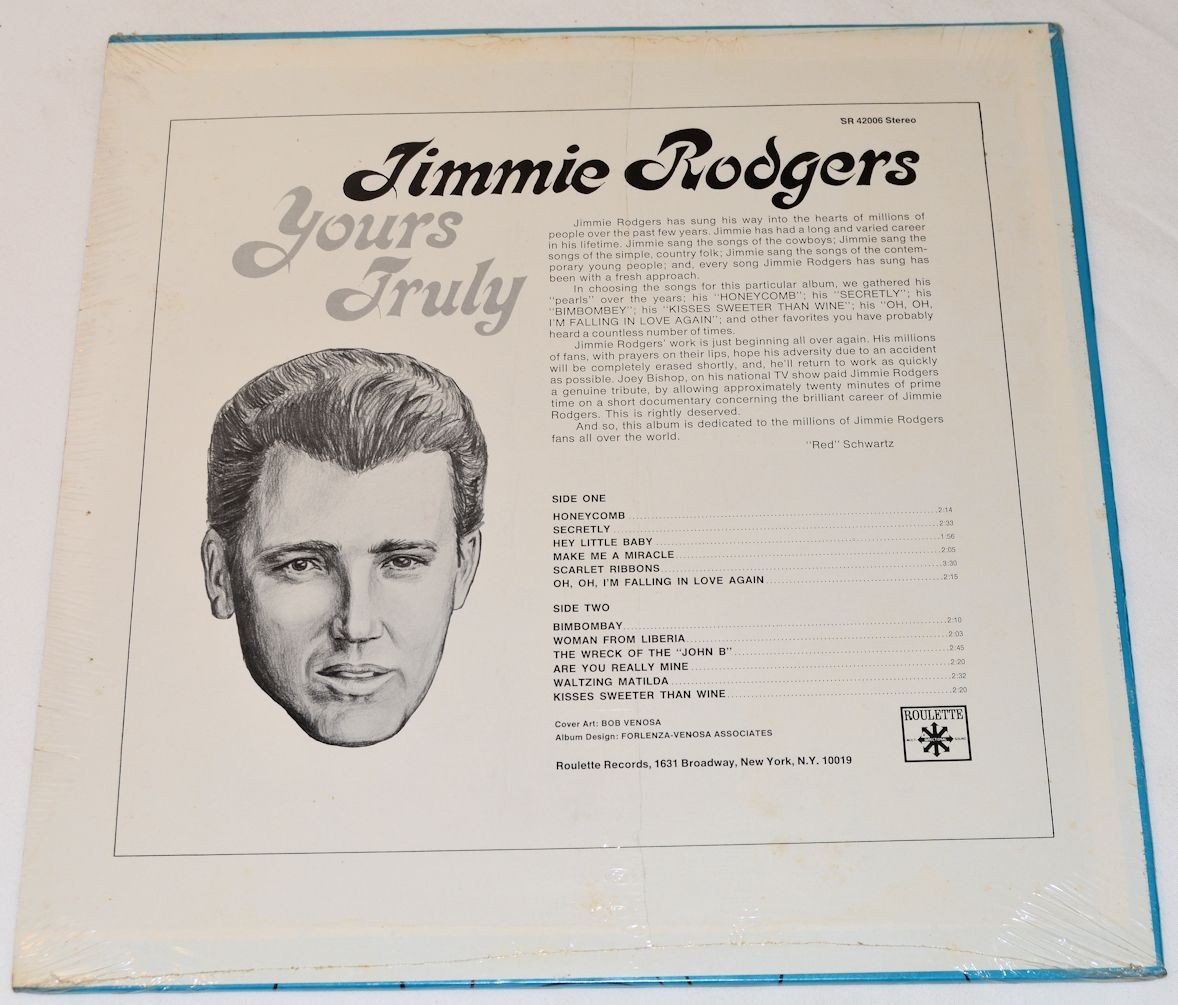 SR 42006 Stereo
Jimmie Rodgers
Yours
Truly
Jimmie Rodgers has sung his way into the hearts of millions of
people over the past few years. Jimmie has had a long and varied career
in his lifetime. Jimmie sang the songs of the cowboys; Jimmie sang the
songs of the simple, country folk; Jimmie sang the songs of the contem-
porary young people; and, every song Jimmie Rodgers has sung has
been with a fresh approach.
In choosing the songs for this particular album, we gathered his
"pearls" over the years; his "HONEYCOMB"; his "SECRETLY"; his
"BIMBOMBEY"; his "KISSES SWEETER THAN WINE"; his "OH, OH,
I'M FALLING IN LOVE AGAIN"; and other favorites you have probably
heard a countless number of times.
Jimmie Rodgers' work is just beginning all over again. His millions
of fans, with prayers on their lips, hope his adversity due to an accident
will be completely erased shortly, and, he'll return to work as quickly
as possible. Joey Bishop, on his national TV show paid Jimmie Rodgers
a genuine tribute, by allowing approximately twenty minutes of prime
time on a short documentary concerning the brilliant career of Jimmie
Rodgers. This is rightly deserved.
And so, this album is dedicated to the millions of Jimmie Rodgers
fans all over the world.
"Red" Schwartz
SIDE ONE
HONEYCOMB 2:14
SECRETLY 2:33
HEY LITTLE BABY 1:56
MAKE ME A MIRACLE 2:05
SCARLET RIBBONS 3:30
OH, OH, I'M FALLING IN LOVE AGAIN 2:15
SIDE TWO
BIMBOMBAY 2:10
WOMAN FROM LIBERIA 2:03
THE WRECK OF THE "JOHN B" 2:45
ARE YOU REALLY MINE 2:20
WALTZING MATILDA 2:32
KISSES SWEETER THAN WINE 2:20
Cover Art: BOB VENOSA
Album Design: FORLENZA-VENOSA ASSOCIATES
Roulette Records, 1631 Broadway, New York, N.Y. 10019
ROULETTE